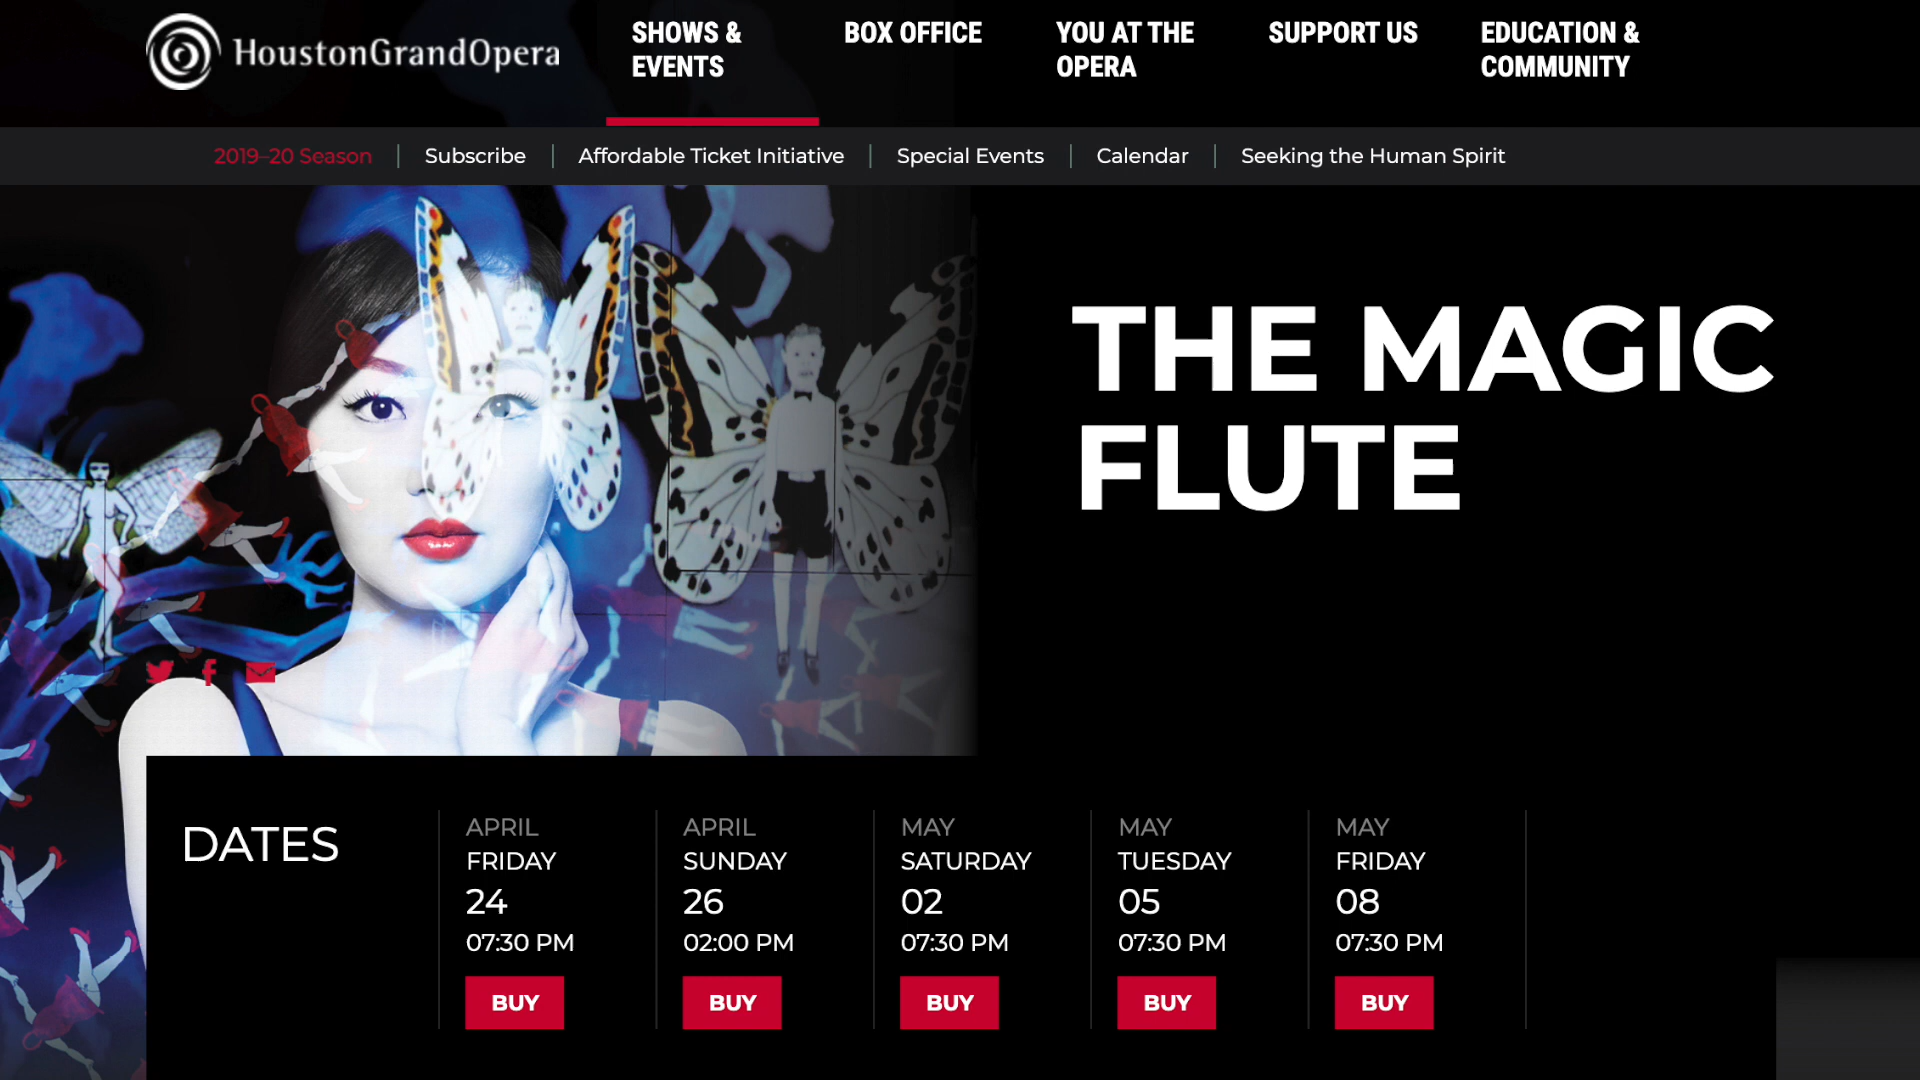 HoustonGrandOpera
SHOWS &
EVENTS
BOX OFFICE
YOU AT THE
OPERA
SUPPORT US
EDUCATION &
COMMUNITY
2019–20 Season
Subscribe
Affordable Ticket Initiative
Special Events
Calendar
Seeking the Human Spirit
THE MAGIC
FLUTE
DATES
APRIL
FRIDAY
24
07:30 PM
BUY
APRIL
SUNDAY
26
02:00 PM
BUY
MAY
SATURDAY
02
07:30 PM
BUY
MAY
TUESDAY
05
07:30 PM
BUY
MAY
FRIDAY
08
07:30 PM
BUY